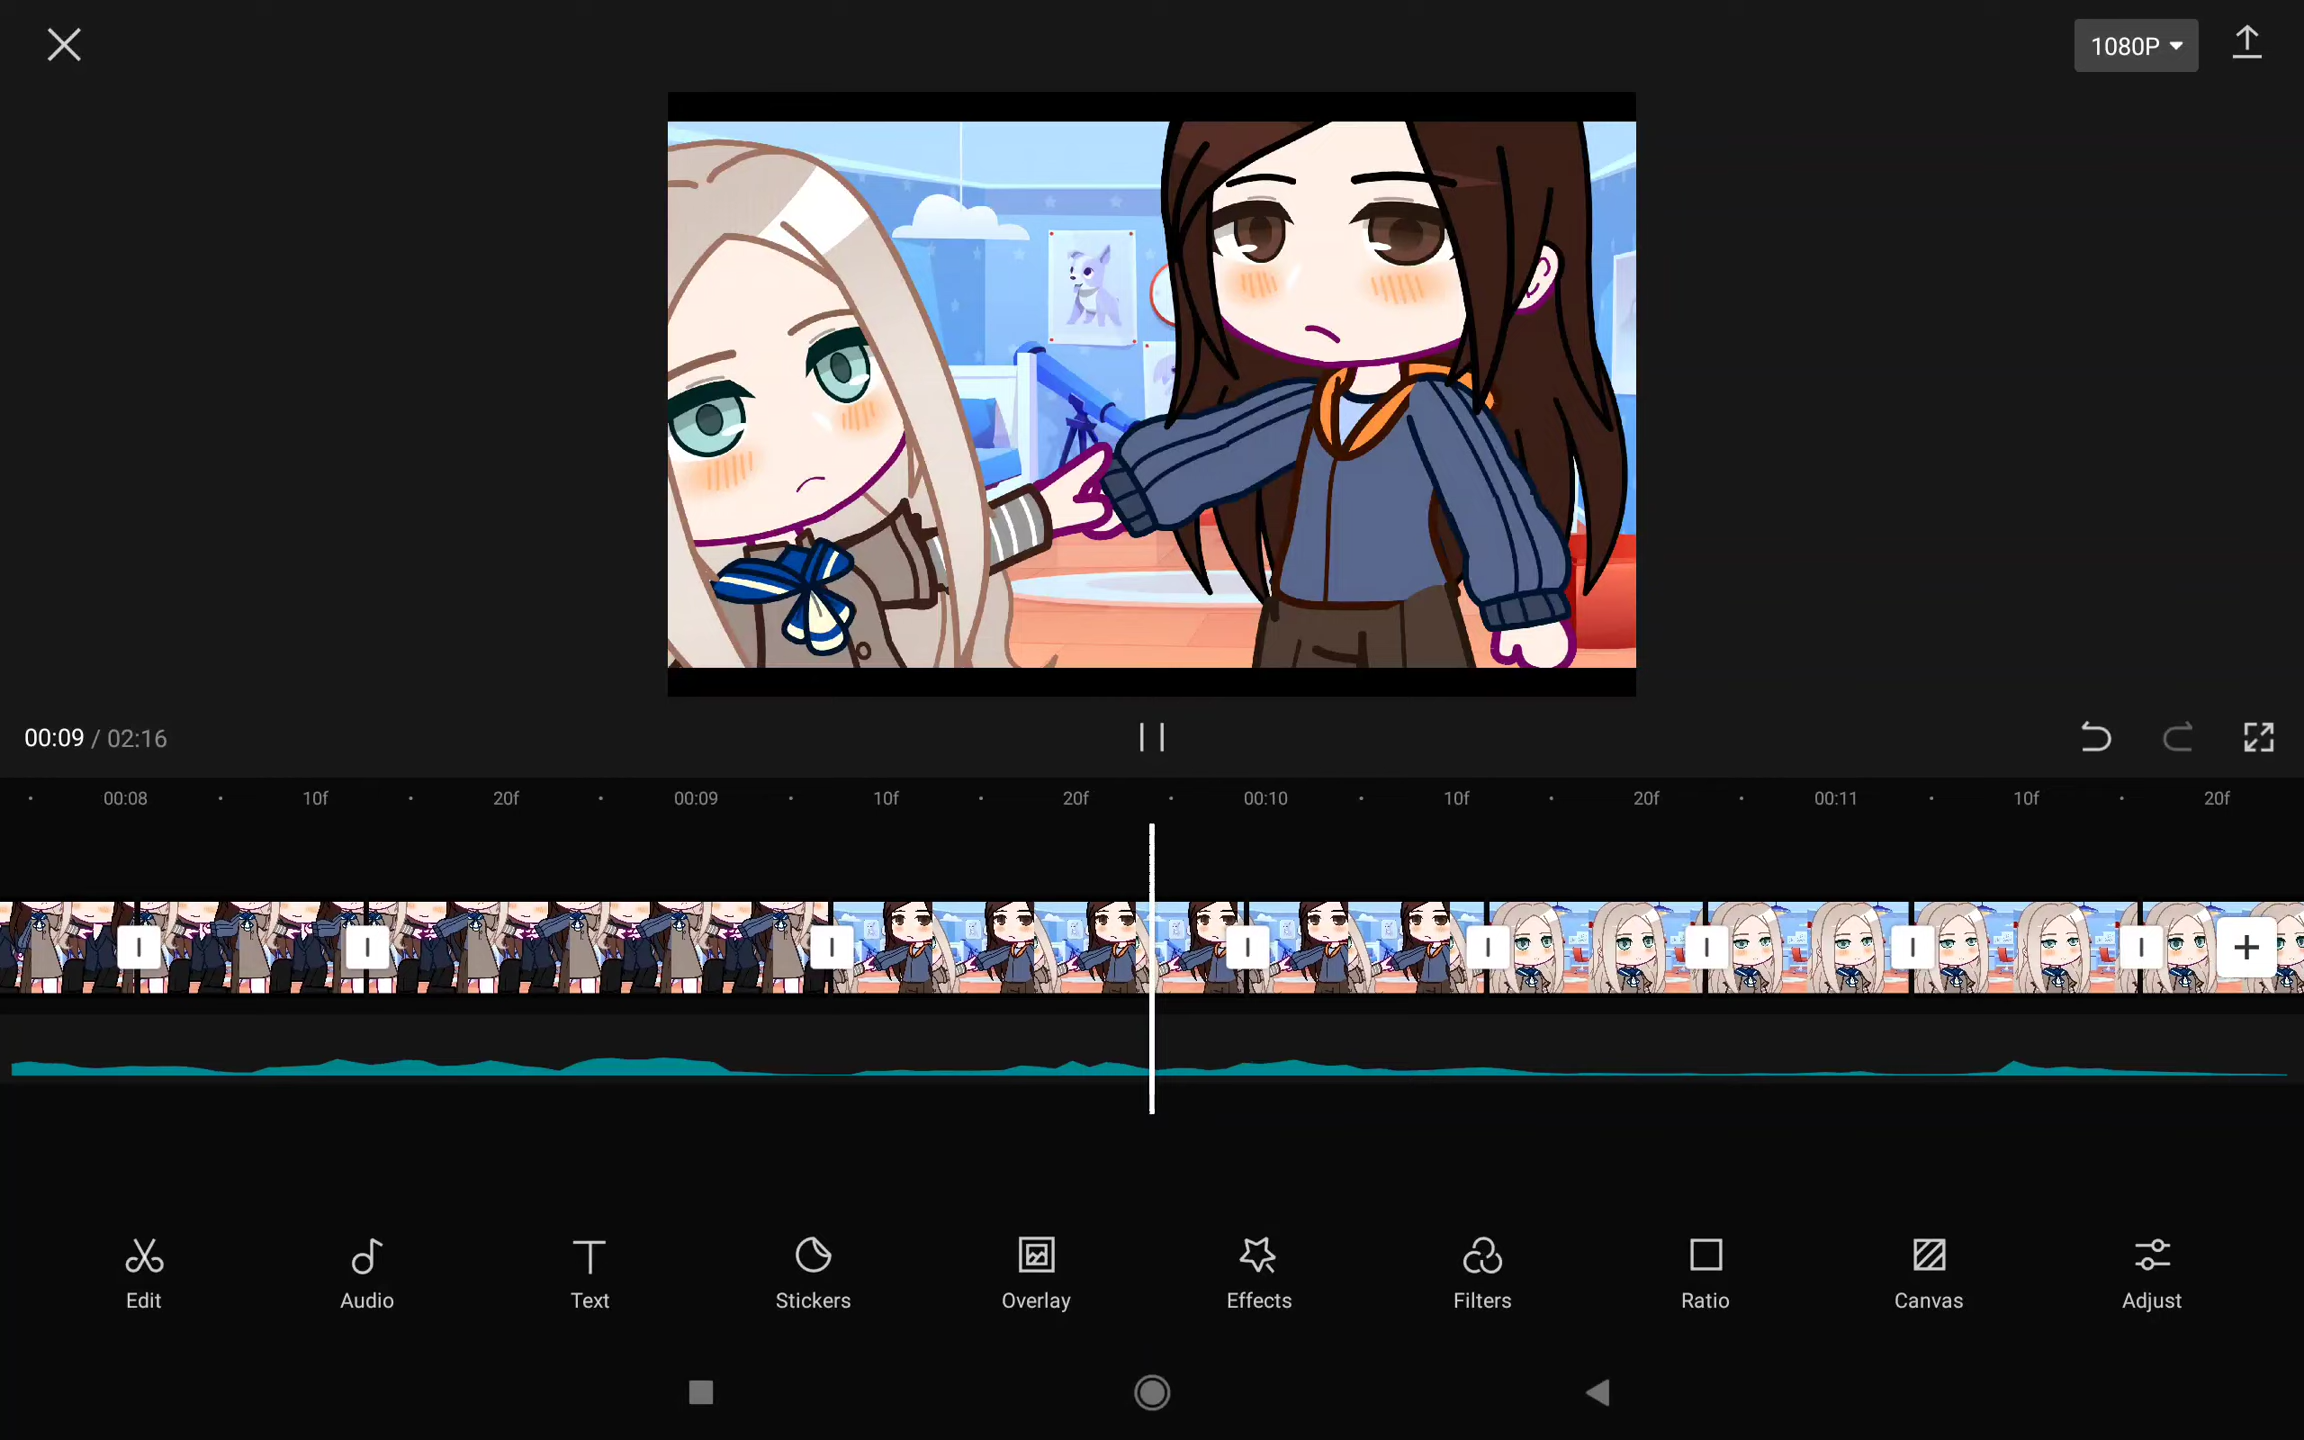 1080P
00:09 / 02:16
00:08 10f 20f 00:09 10f 20f 00:10 10f 20f 00:11 10f 20f
Edit Audio Text Stickers Overlay Effects Filters Ratio Canvas Adjust